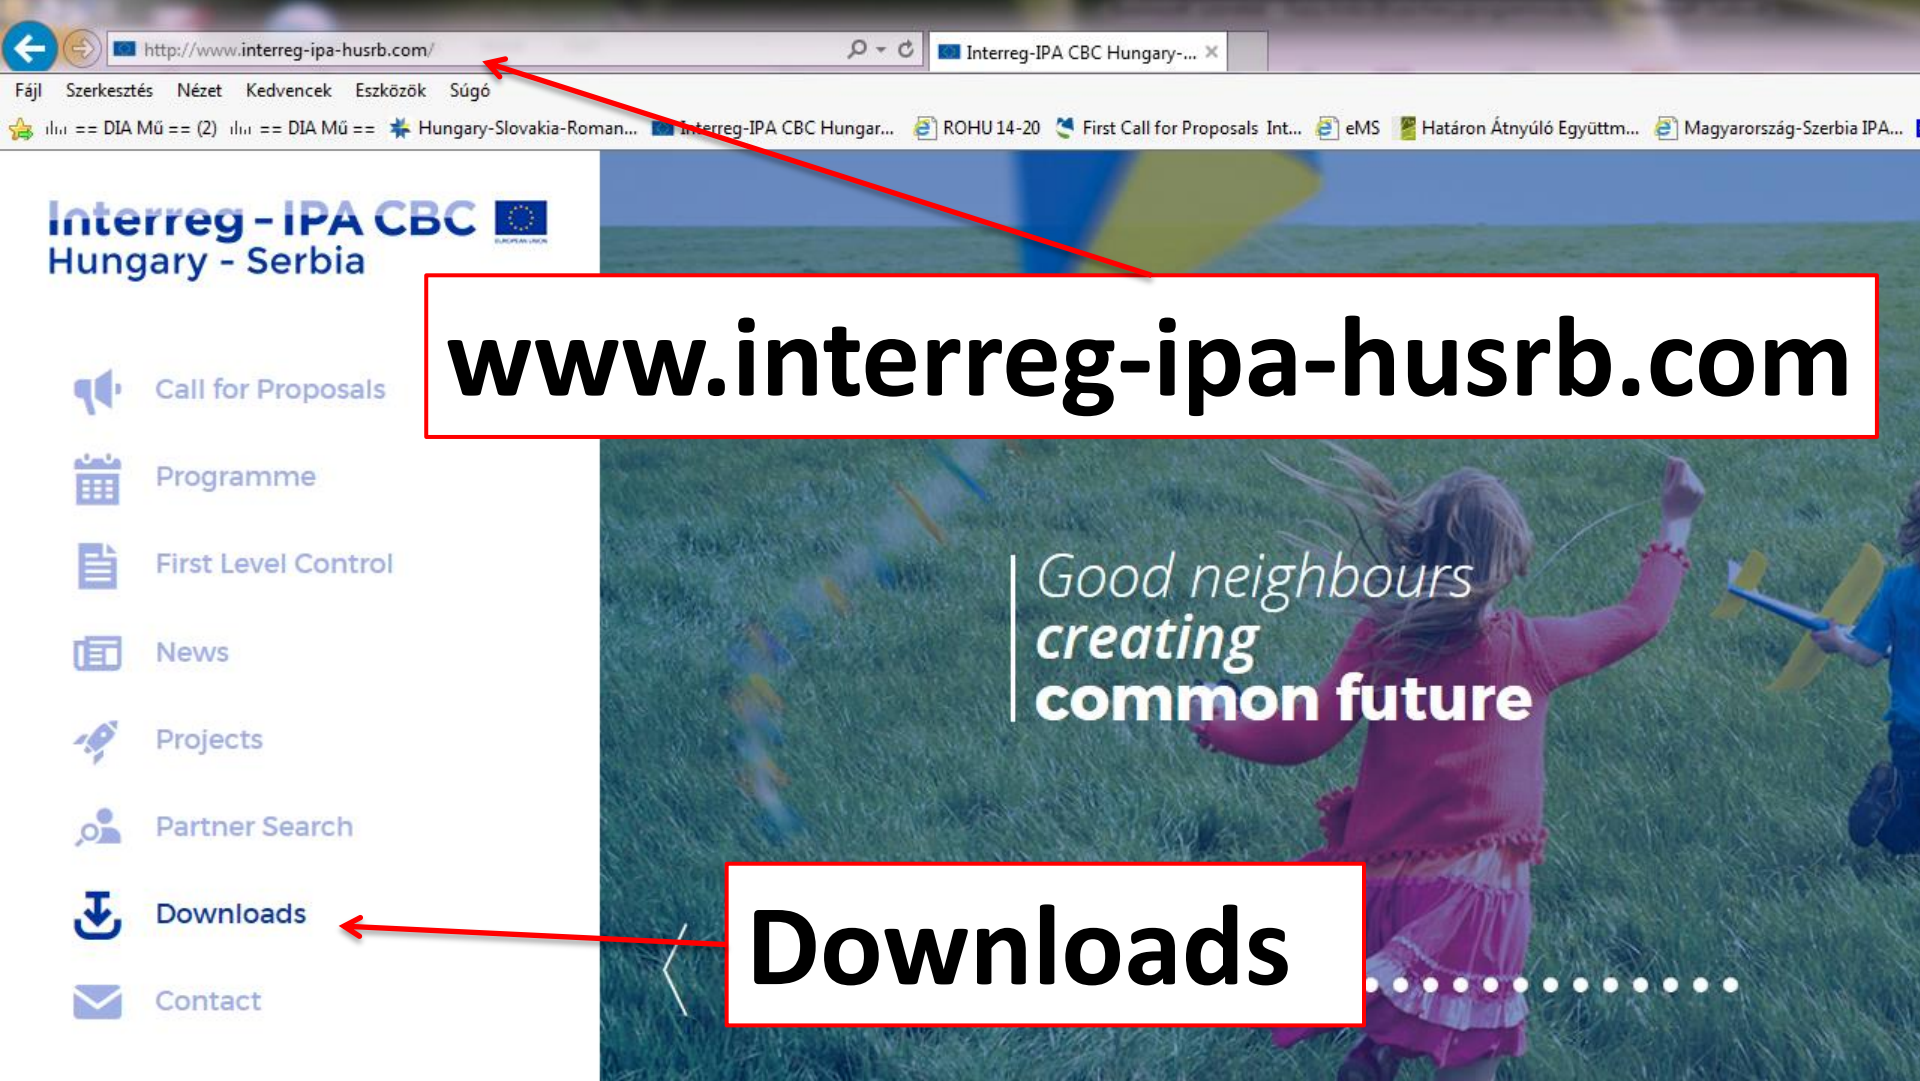 http://www.interreg-ipa-husrb.com/
Interreg-IPA CBC Hungary-...
Fájl Szerkesztés Nézet Kedvencek Eszközök Súgó
== DIA Mű == (2) == DIA Mű == Hungary-Slovakia-Roman... Interreg-IPA CBC Hungar... ROHU 14-20 First Call for Proposals Int... eMS Határon Átnyúló Együttm... Magyarország-Szerbia IPA...
Interreg - IPA CBC
EUROPEAN UNION
Hungary - Serbia
www.interreg-ipa-husrb.com
Call for Proposals
Programme
First Level Control
News
Projects
Partner Search
Downloads
Contact
Good neighbours
creating
common future
Downloads